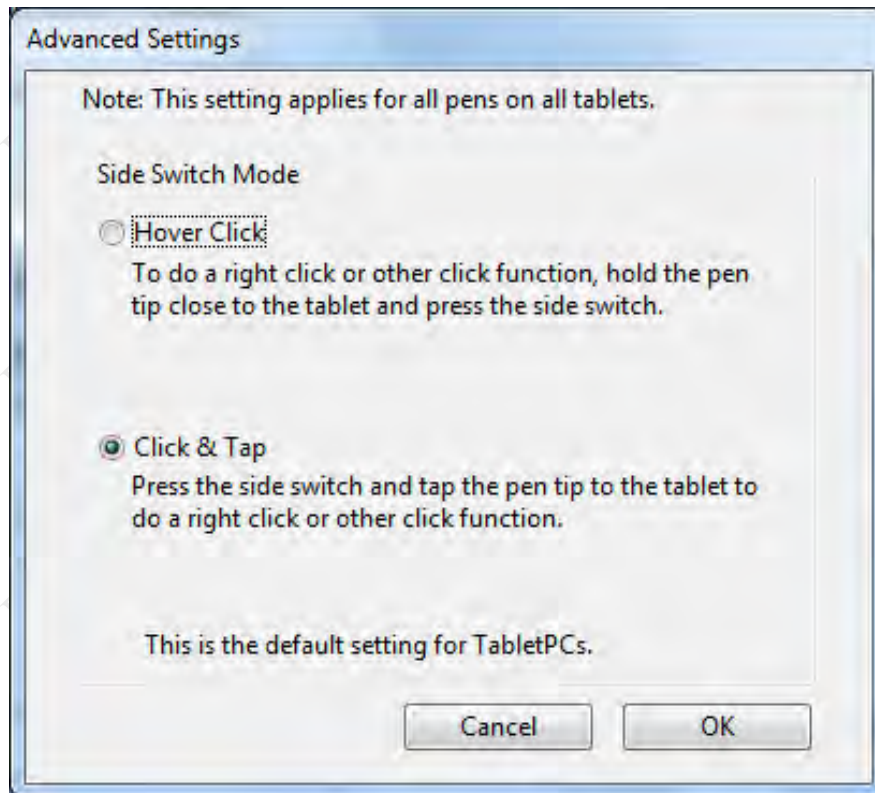 Advanced Settings
Note: This setting applies for all pens on all tablets.
Side Switch Mode
Hover Click
To do a right click or other click function, hold the pen
tip close to the tablet and press the side switch.
Click & Tap
Press the side switch and tap the pen tip to the tablet to
do a right click or other click function.
This is the default setting for TabletPCs.
Cancel OK